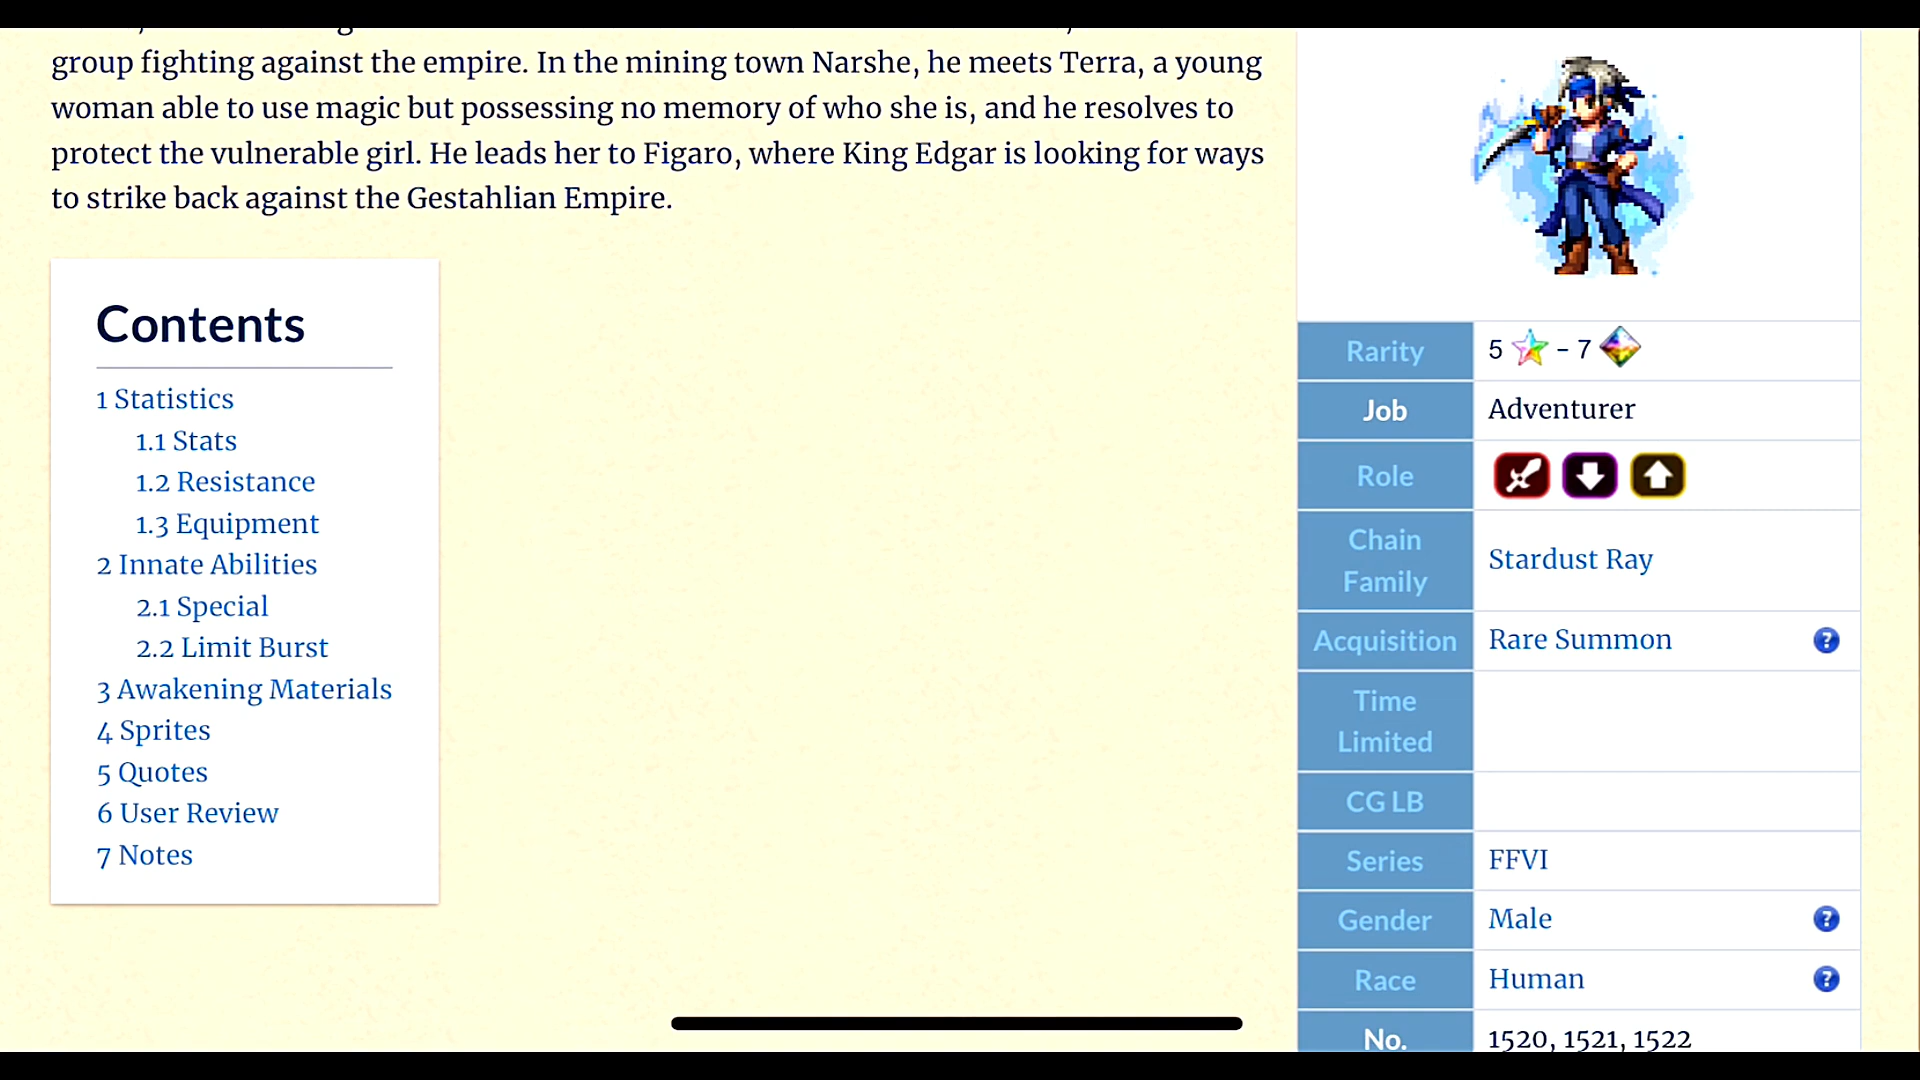 group fighting against the empire. In the mining town Narshe, he meets Terra, a young
woman able to use magic but possessing no memory of who she is, and he resolves to
protect the vulnerable girl. He leads her to Figaro, where King Edgar is looking for ways
to strike back against the Gestahlian Empire.
Contents
1 Statistics
1.1 Stats
1.2 Resistance
1.3 Equipment
2 Innate Abilities
2.1 Special
2.2 Limit Burst
3 Awakening Materials
4 Sprites
5 Quotes
6 User Review
7 Notes
Rarity 5 - 7
Job Adventurer
Role
Chain
Family
Stardust Ray
Acquisition Rare Summon ?
Time
Limited
CG LB
Series FFVI
Gender Male ?
Race Human ?
No. 1520, 1521, 1522